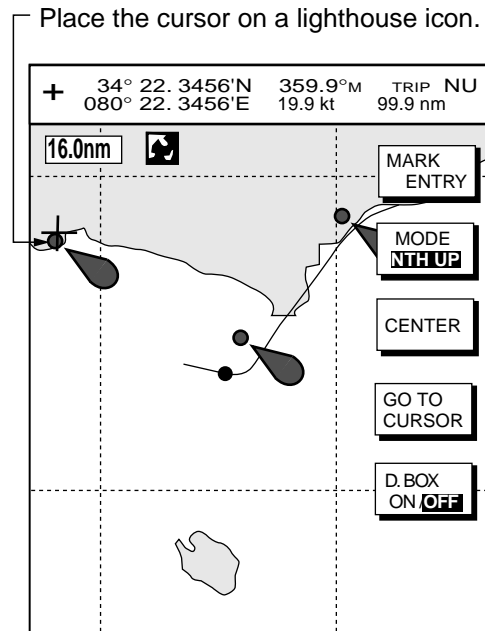 Place the cursor on a lighthouse icon.
+ 34° 22. 3456'N 359.9°M TRIP NU
080° 22. 3456'E 19.9 kt 99.9 nm
16.0nm
MARK
ENTRY
MODE
NTH UP
CENTER
GO TO
CURSOR
D. BOX
ON /OFF